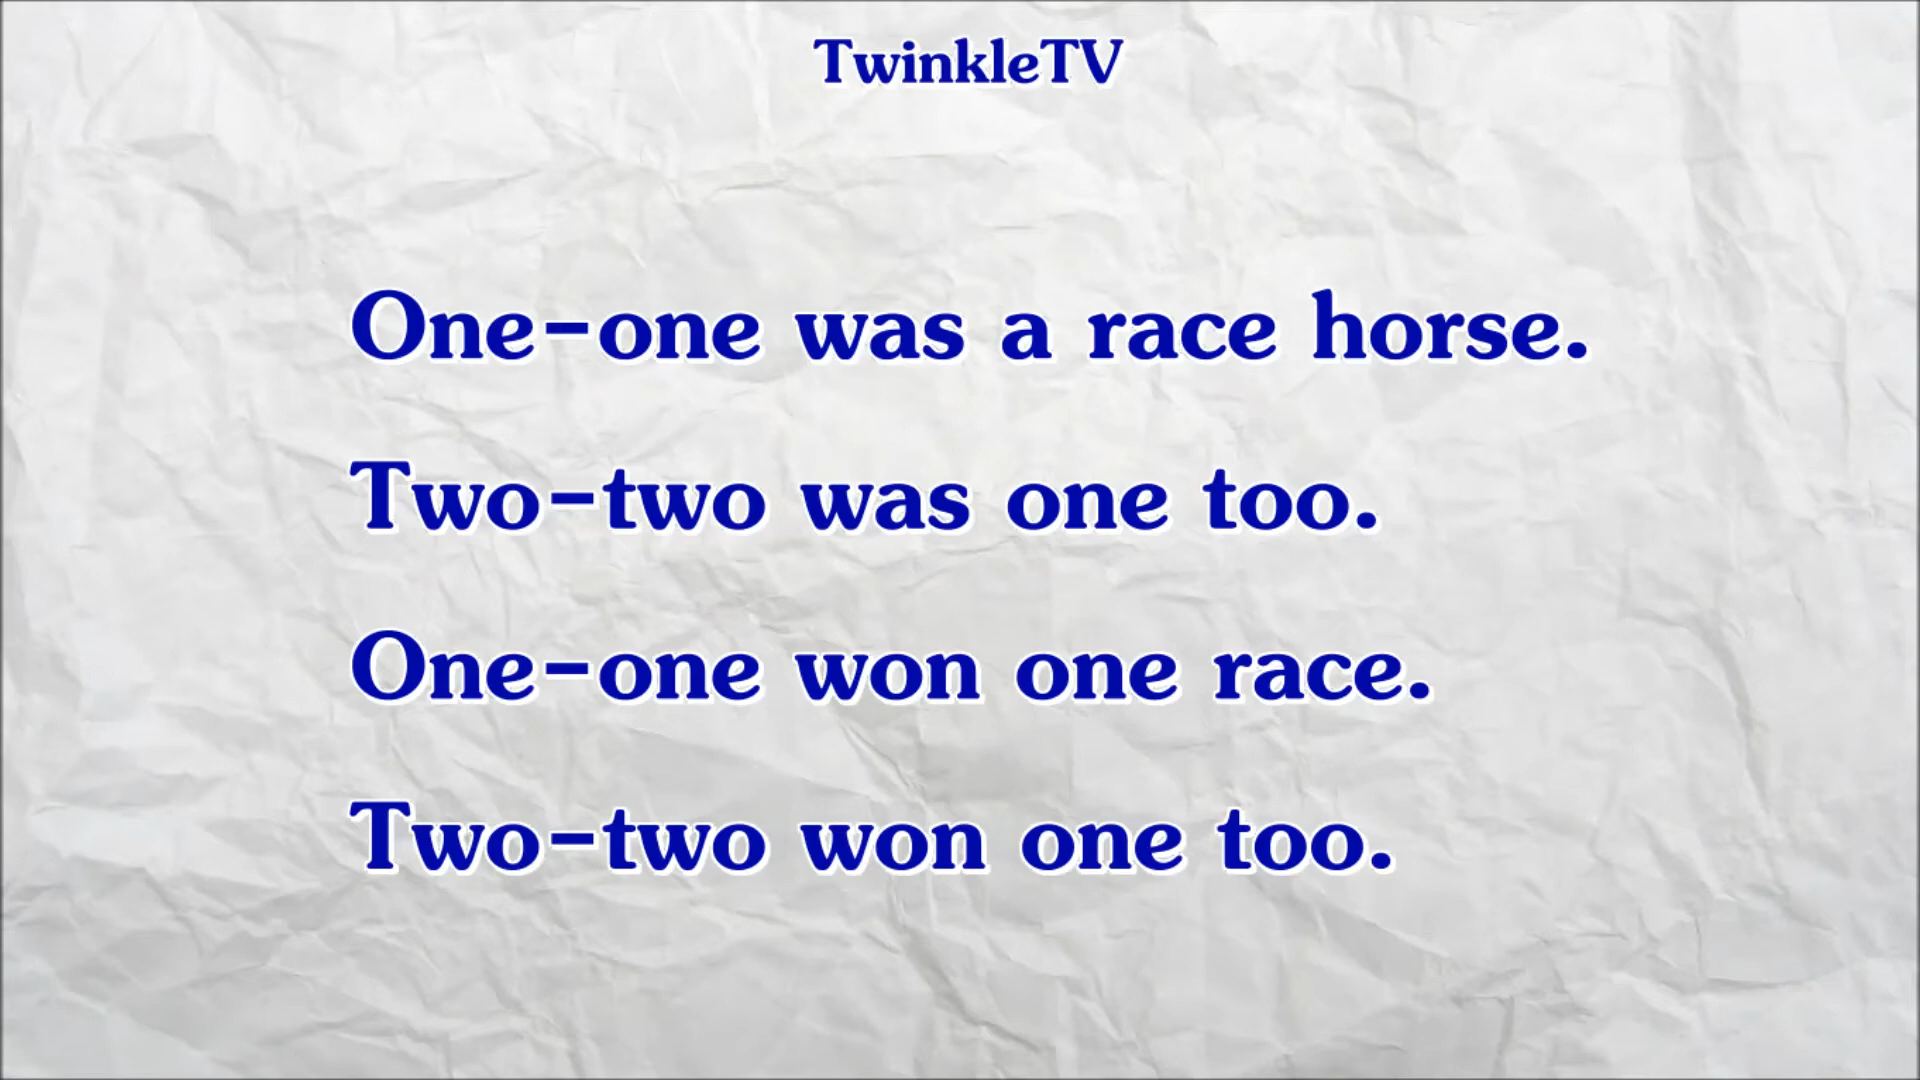 TwinkleTV
One-one was a race horse.
Two-two was one too.
One-one won one race.
Two-two won one too.